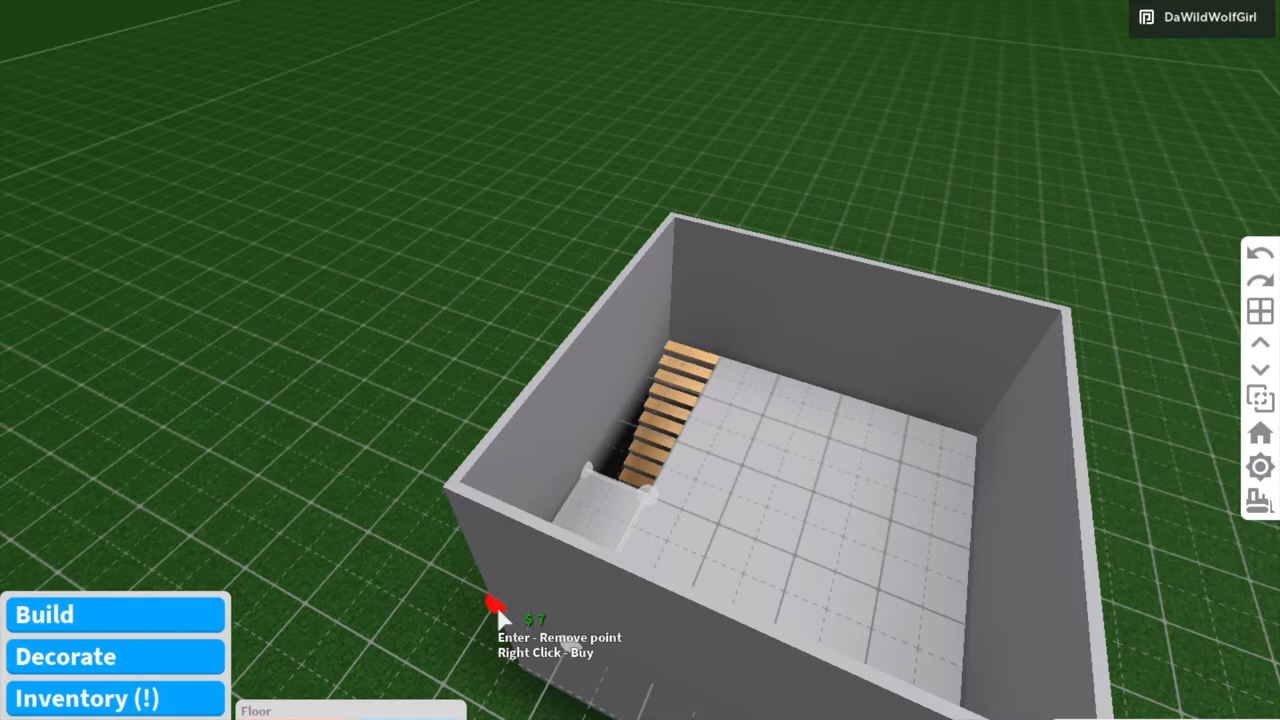 DaWildWolfGirl
$ 7
Enter - Remove point
Right Click - Buy
Build
Decorate
Inventory (!)
Floor